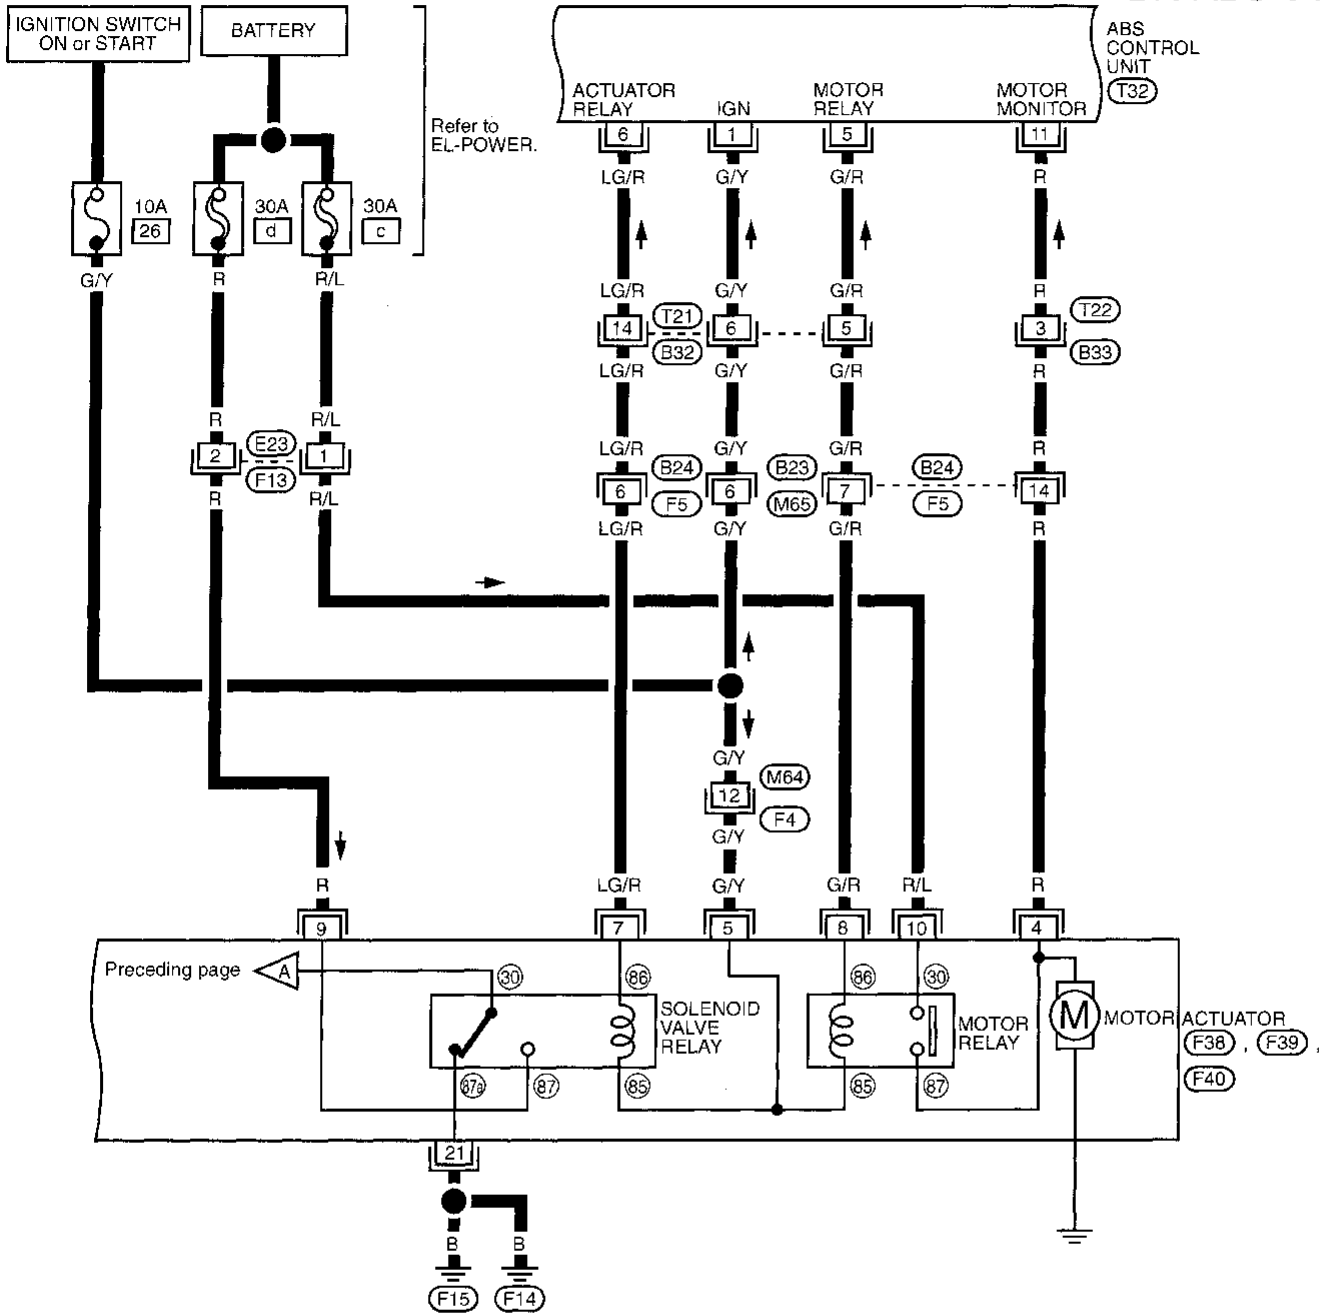 IGNITION SWITCH
ON or START
BATTERY
Refer to
EL-POWER.
10A
26
30A
d
30A
c
G/Y
R
R/L
R
R/L
2
E23
F13
1
R
R/L
ABS
CONTROL
UNIT
T32
ACTUATOR
RELAY
IGN
MOTOR
RELAY
MOTOR
MONITOR
6
1
5
11
LG/R
G/Y
G/R
R
LG/R
G/Y
G/R
R
14
T21
B32
6
5
3
T22
B33
LG/R
G/Y
G/R
R
LG/R
G/Y
G/R
R
6
B24
F5
6
B23
M65
7
B24
F5
14
LG/R
G/Y
G/R
R
G/Y
12
M64
F4
G/Y
R
LG/R
G/Y
G/R
R/L
R
9
7
5
8
10
4
Preceding page
A
30
86
86
30
SOLENOID
VALVE
RELAY
MOTOR
RELAY
M
MOTOR
ACTUATOR
F38 , F39 ,
F40
87a
87
85
85
87
21
B
B
F15
F14